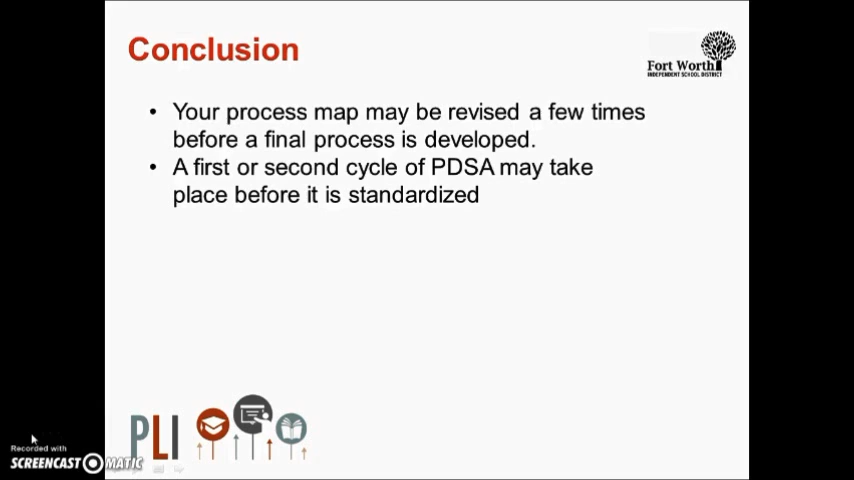 Conclusion
Fort Worth
INDEPENDENT SCHOOL DISTRICT
• Your process map may be revised a few times
before a final process is developed.
• A first or second cycle of PDSA may take
place before it is standardized
PLI
Recorded with
SCREENCAST MATIC